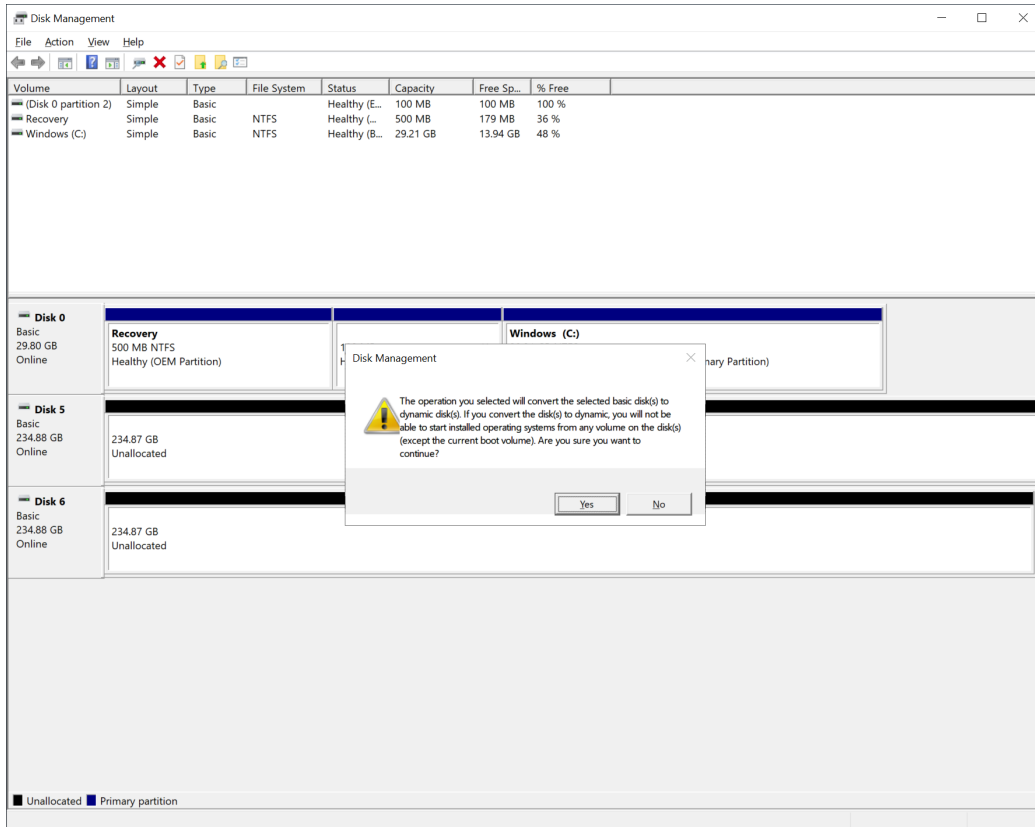 Disk Management
File Action View Help
Volume Layout Type File System Status Capacity Free Sp... % Free
(Disk 0 partition 2) Simple Basic Healthy (E... 100 MB 100 MB 100 %
Recovery Simple Basic NTFS Healthy (... 500 MB 179 MB 36 %
Windows (C:) Simple Basic NTFS Healthy (B... 29.21 GB 13.94 GB 48 %
Disk 0
Basic
29.80 GB
Online
Recovery
500 MB NTFS
Healthy (OEM Partition)
Windows (C:)
Partition)
Disk Management
The operation you selected will convert the selected basic disk(s) to
dynamic disk(s). If you convert the disk(s) to dynamic, you will not be
able to start installed operating systems from any volume on the disk(s)
(except the current boot volume). Are you sure you want to
continue?
Yes No
Disk 5
Basic
234.88 GB
Online
234.87 GB
Unallocated
Disk 6
Basic
234.88 GB
Online
234.87 GB
Unallocated
Unallocated Primary partition